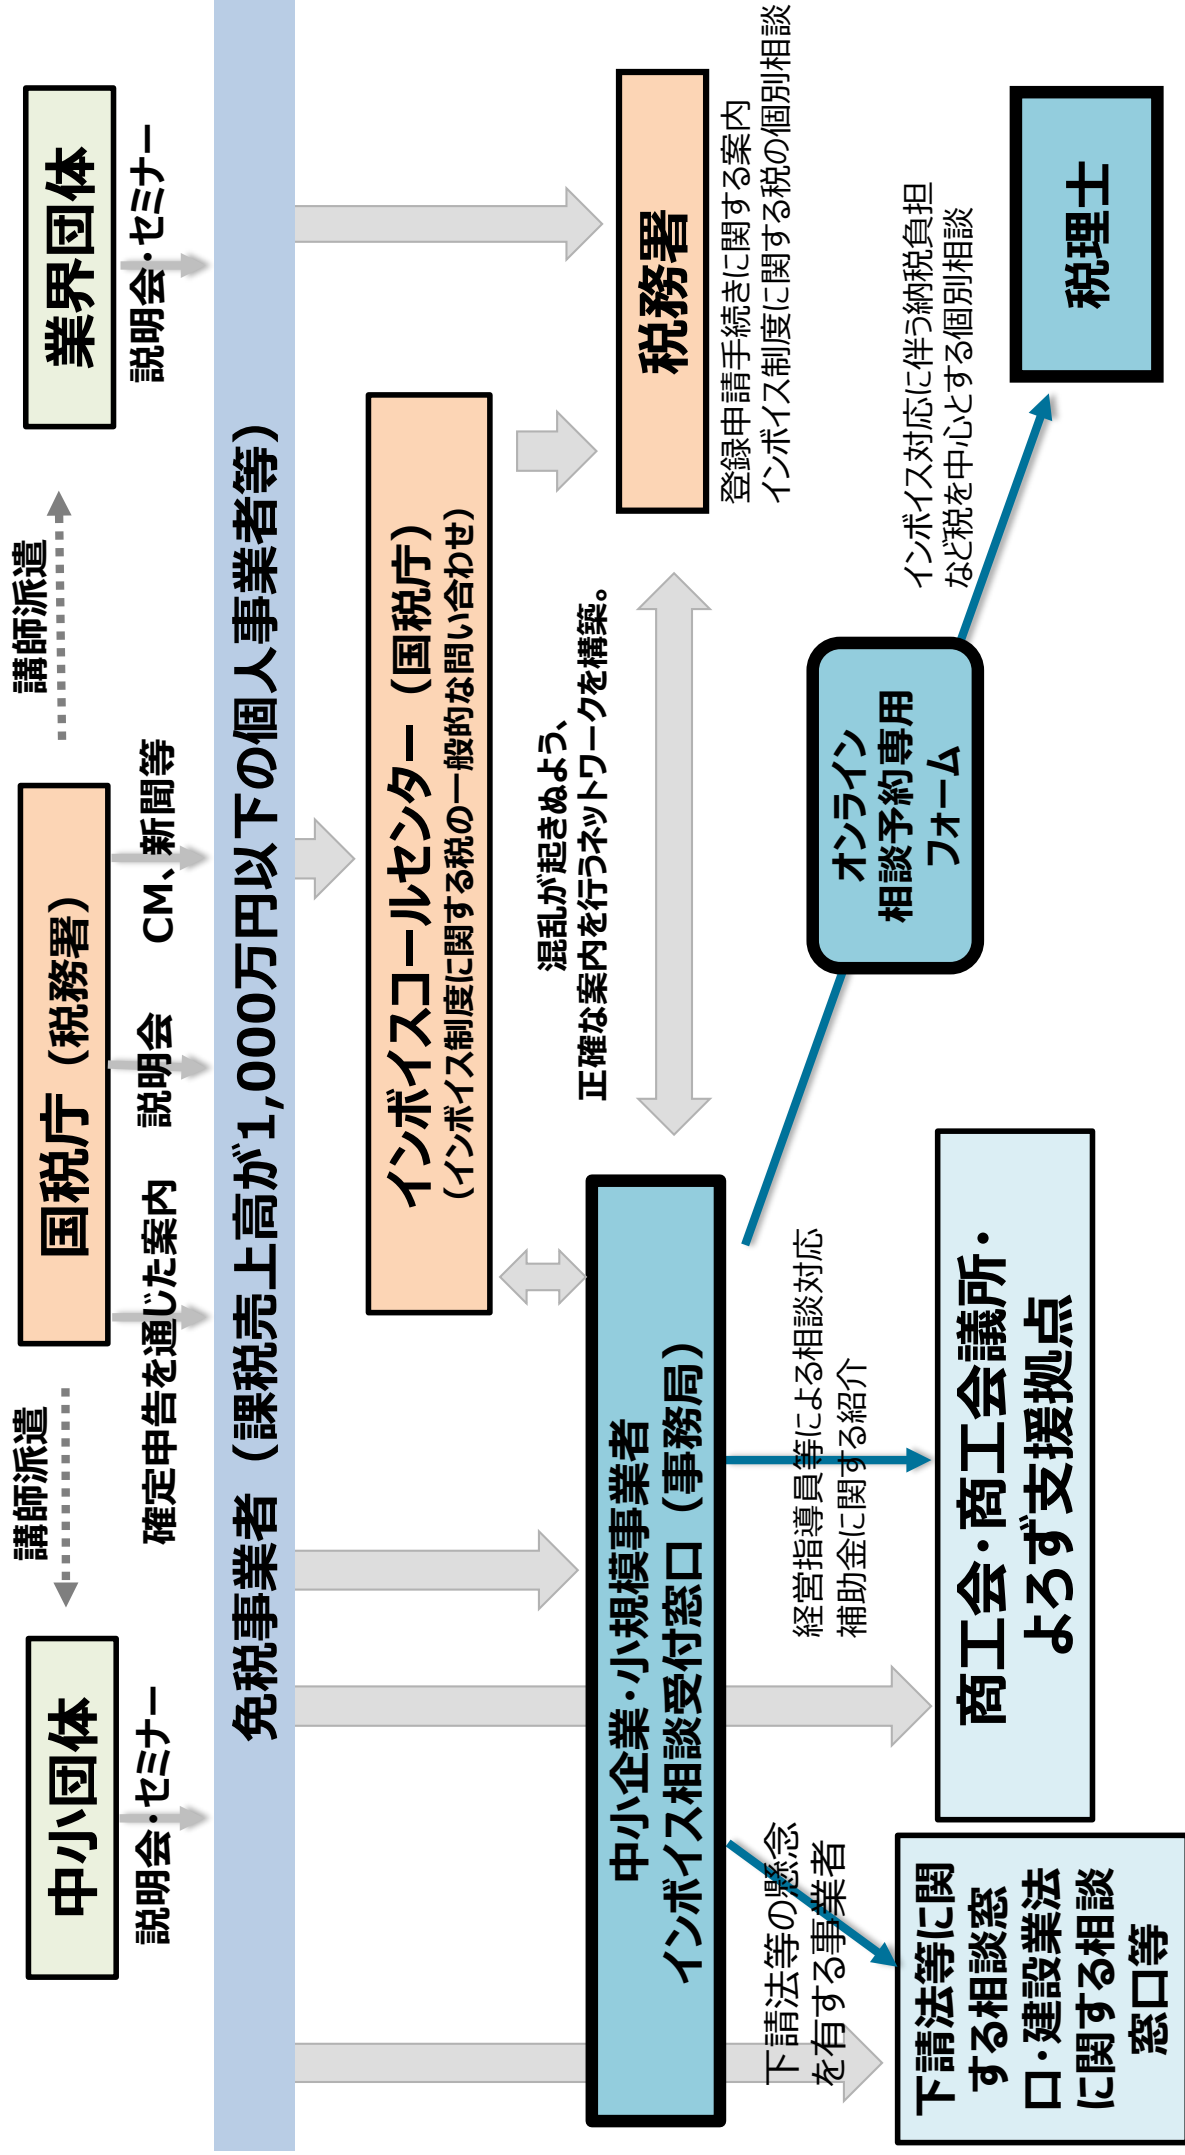 講師派遣
講師派遣
中小団体
国税庁（税務署）
業界団体
説明会・セミナー
確定申告を通じた案内
説明会
CM、新聞等
説明会・セミナー
免税事業者（課税売上高が1,000万円以下の個人事業者等）
インボイスコールセンター（国税庁）
（インボイス制度に関する税の一般的な問い合わせ）
混乱が起きぬよう、
正確な案内を行うネットワークを構築。
中小企業・小規模事業者
インボイス相談受付窓口（事務局）
税務署
登録申請手続きに関する案内
インボイス制度に関する税の個別相談
下請法等の懸念
を有する事業者
経営指導員等による相談対応
補助金に関する紹介
オンライン
相談予約専用
フォーム
インボイス対応に伴う納税負担
など税を中心とする個別相談
下請法等に関
する相談窓
口・建設業法
に関する相談
窓口等
商工会・商工会議所・
よろず支援拠点
税理士